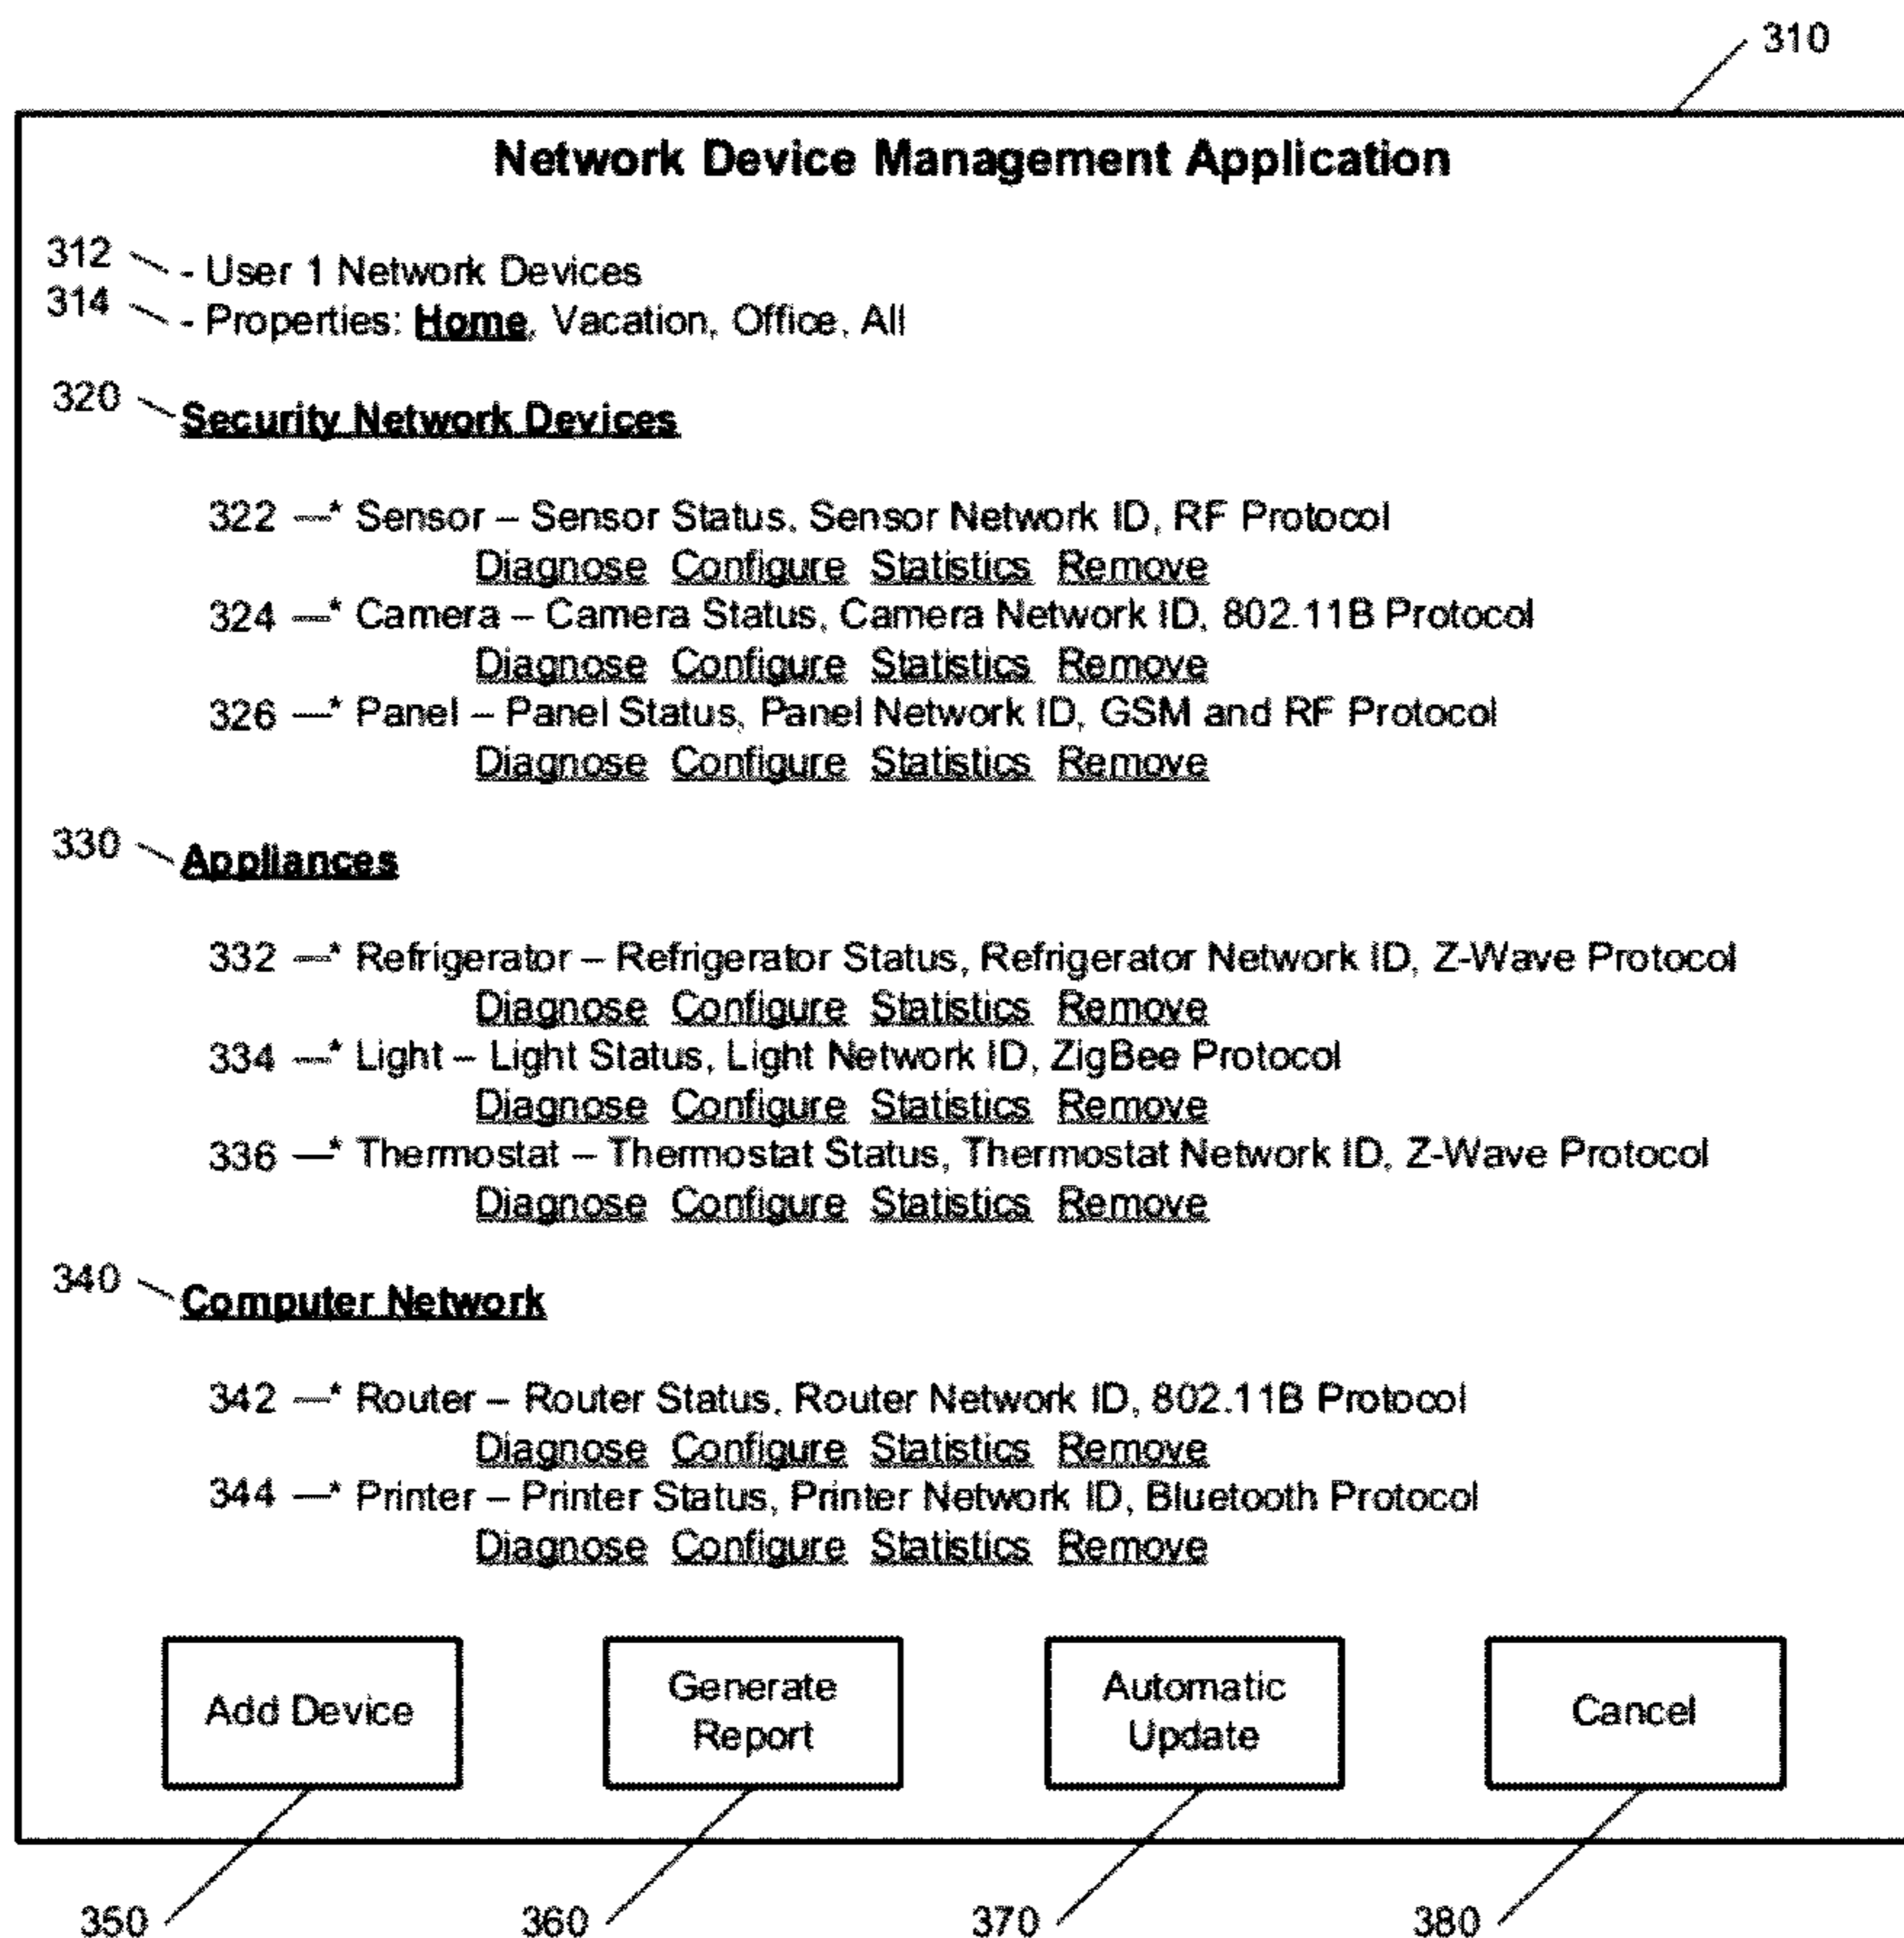 310
Network Device Management Application
312 - User 1 Network Devices
314 - Properties: Home, Vacation, Office, All
320 Security Network Devices
322 —* Sensor – Sensor Status, Sensor Network ID, RF Protocol
Diagnose Configure Statistics Remove
324 —* Camera – Camera Status, Camera Network ID, 802.11B Protocol
Diagnose Configure Statistics Remove
326 —* Panel – Panel Status, Panel Network ID, GSM and RF Protocol
Diagnose Configure Statistics Remove
330 Appliances
332 —* Refrigerator – Refrigerator Status, Refrigerator Network ID, Z-Wave Protocol
Diagnose Configure Statistics Remove
334 —* Light – Light Status, Light Network ID, ZigBee Protocol
Diagnose Configure Statistics Remove
336 —* Thermostat – Thermostat Status, Thermostat Network ID, Z-Wave Protocol
Diagnose Configure Statistics Remove
340 Computer Network
342 —* Router – Router Status, Router Network ID, 802.11B Protocol
Diagnose Configure Statistics Remove
344 —* Printer – Printer Status, Printer Network ID, Bluetooth Protocol
Diagnose Configure Statistics Remove
Add Device
Generate
Report
Automatic
Update
Cancel
350 360 370 380